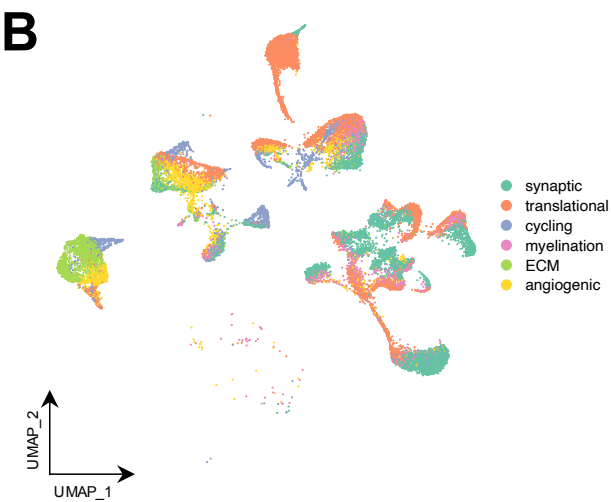 B
synaptic
translational
cycling
myelination
ECM
angiogenic
UMAP_2
UMAP_1